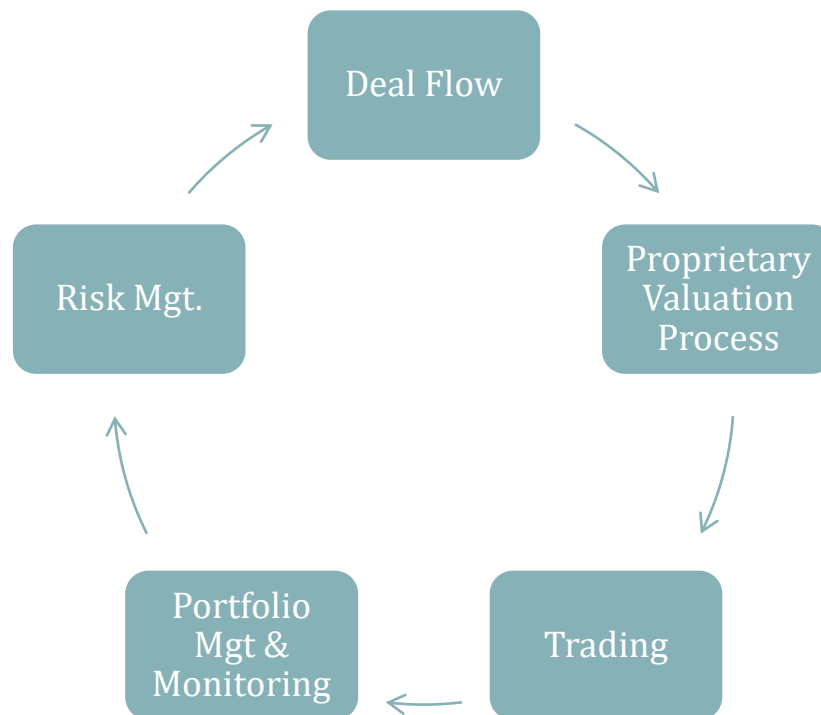 Deal Flow
Proprietary
Valuation
Process
Trading
Portfolio
Mgt &
Monitoring
Risk Mgt.